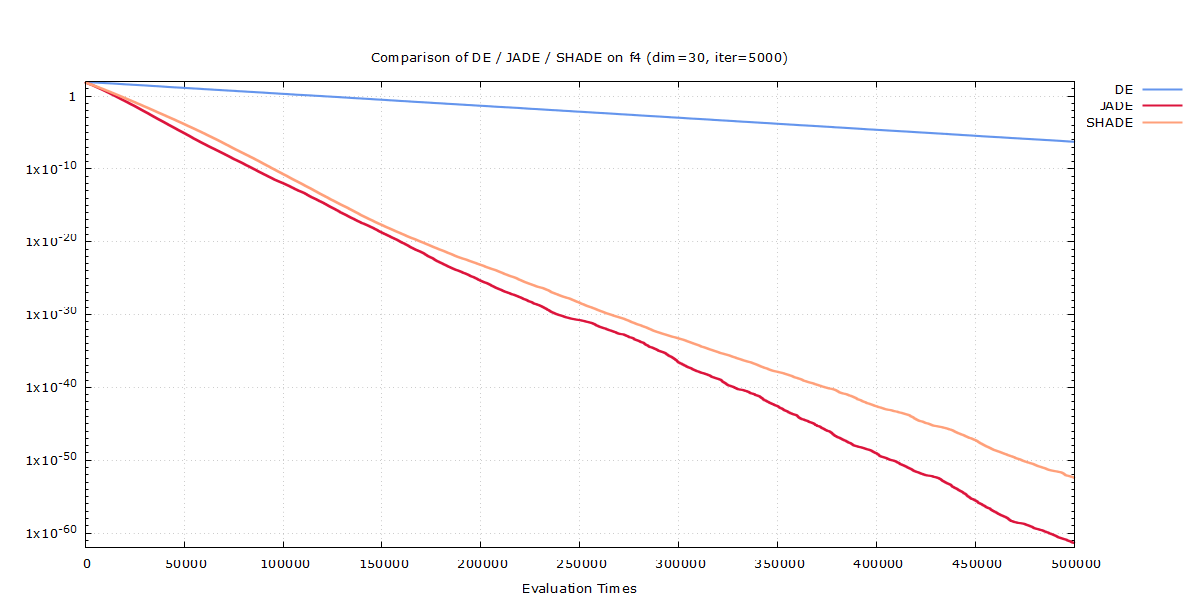 Comparison of DE / JADE / SHADE on f4 (dim=30, iter=5000)
DE
JADE
SHADE
1
1x10^-10
1x10^-20
1x10^-30
1x10^-40
1x10^-50
1x10^-60
0 50000 100000 150000 200000 250000 300000 350000 400000 450000 500000
Evaluation Times